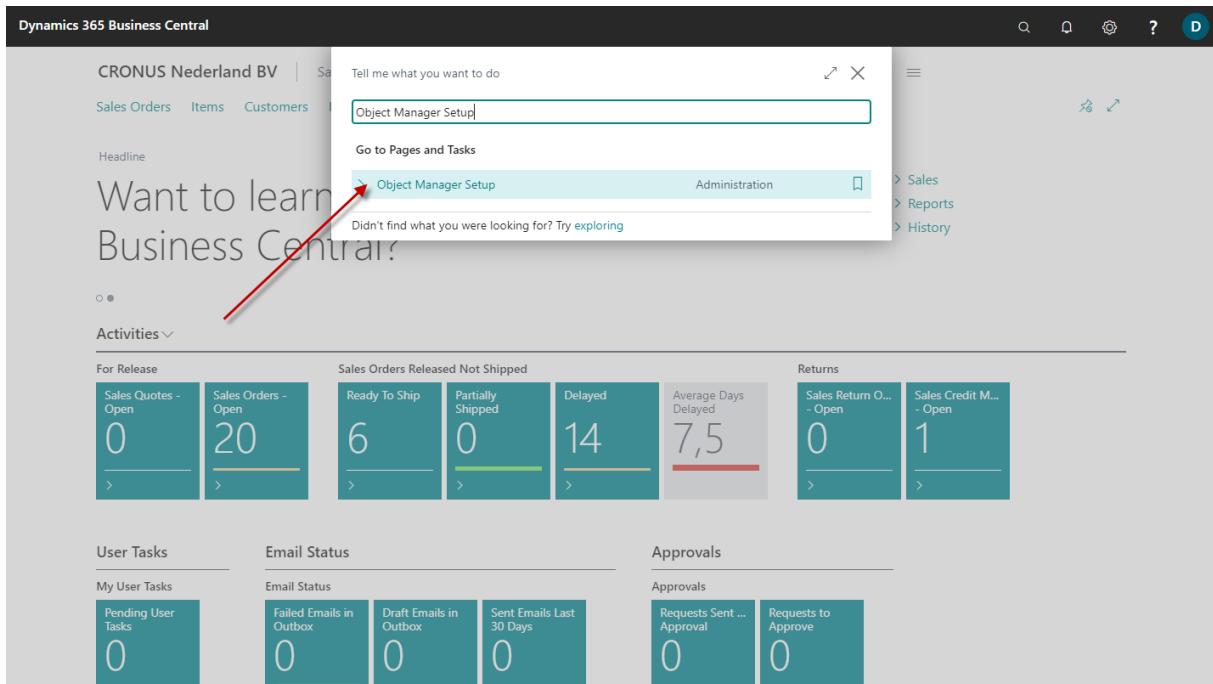 Dynamics 365 Business Central
?
D
CRONUS Nederland BV
Sa
Sales Orders Items Customers
Tell me what you want to do
Object Manager Setup
Go to Pages and Tasks
Object Manager Setup Administration
Didn't find what you were looking for? Try exploring
Headline
Want to learn
Business Central?
> Sales
> Reports
> History
Activities
For Release
Sales Orders Released Not Shipped
Returns
Sales Quotes -
Open
0
Sales Orders -
Open
20
Ready To Ship
6
Partially
Shipped
0
Delayed
14
Average Days
Delayed
7,5
Sales Return O...
- Open
0
Sales Credit M...
- Open
1
User Tasks
Email Status
Approvals
My User Tasks
Email Status
Approvals
Pending User
Tasks
0
Failed Emails in
Outbox
0
Draft Emails in
Outbox
0
Sent Emails Last
30 Days
0
Requests Sent ...
Approval
0
Requests to
Approve
0